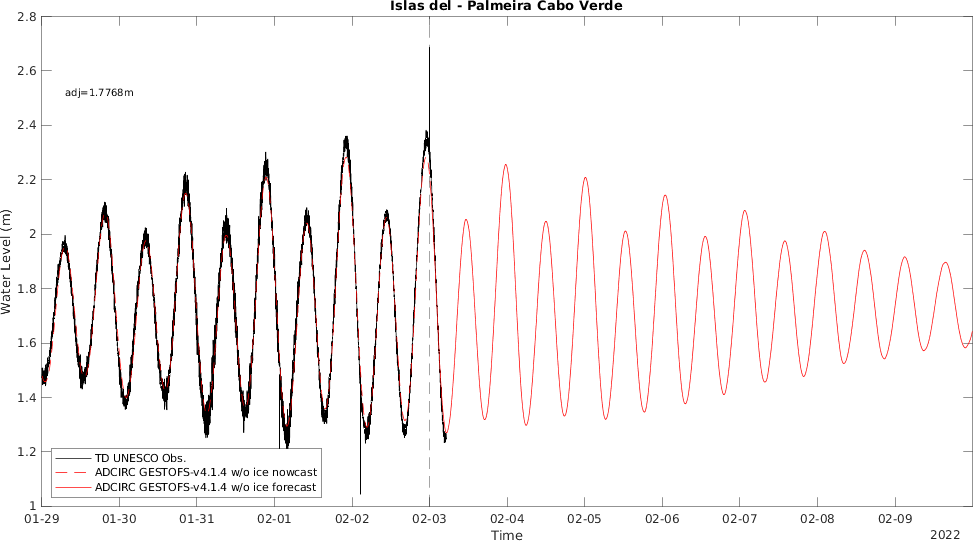 Islas del - Palmeira Cabo Verde
2.8
2.6
2.4
2.2
2
1.8
1.6
1.4
1.2
1
Water Level (m)
adj=1.7768m
TD UNESCO Obs.
ADCIRC GESTOFS-v4.1.4 w/o ice nowcast
ADCIRC GESTOFS-v4.1.4 w/o ice forecast
01-29 01-30 01-31 02-01 02-02 02-03 02-04 02-05 02-06 02-07 02-08 02-09
Time
2022